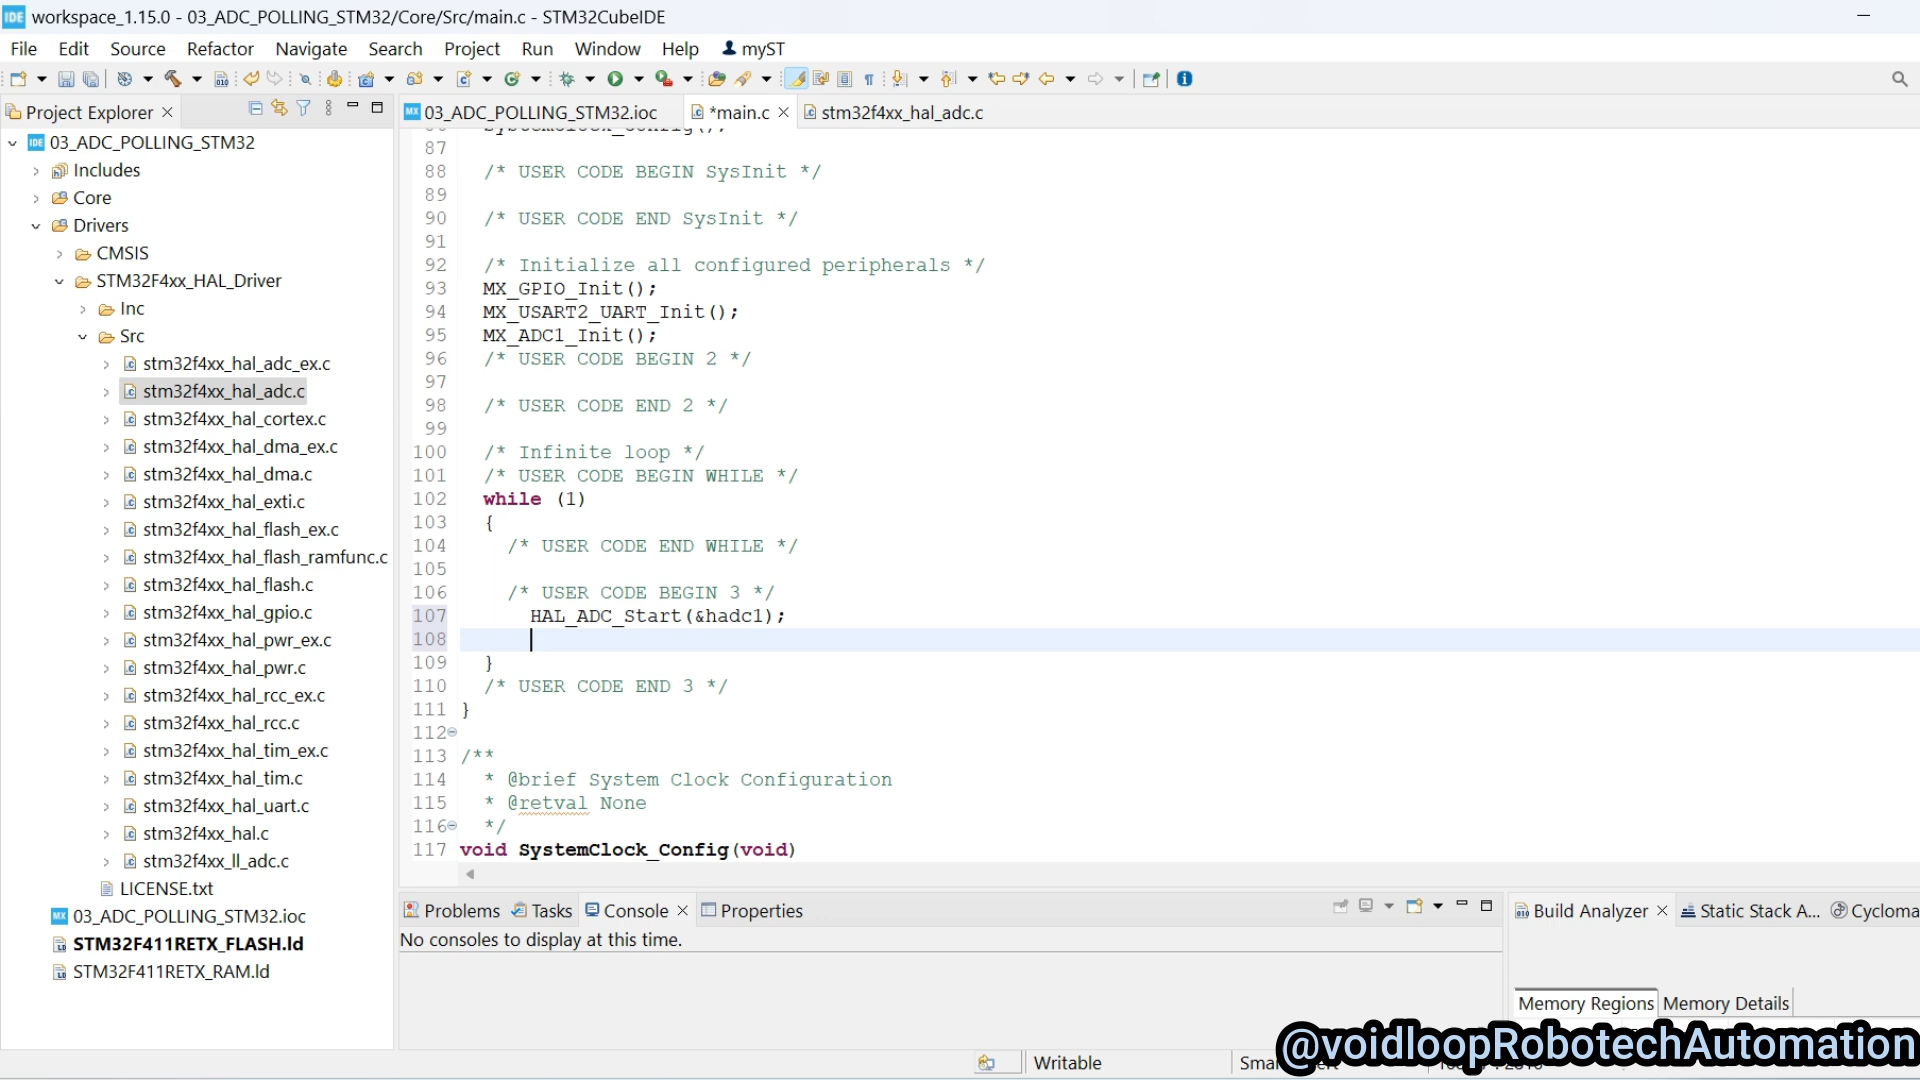 IDE workspace_1.15.0 - 03_ADC_POLLING_STM32/Core/Src/main.c - STM32CubeIDE
File Edit Source Refactor Navigate Search Project Run Window Help myST
Project Explorer
03_ADC_POLLING_STM32.ioc *main.c stm32f4xx_hal_adc.c
03_ADC_POLLING_STM32
Includes
Core
Drivers
CMSIS
STM32F4xx_HAL_Driver
Inc
Src
stm32f4xx_hal_adc_ex.c
stm32f4xx_hal_adc.c
stm32f4xx_hal_cortex.c
stm32f4xx_hal_dma_ex.c
stm32f4xx_hal_dma.c
stm32f4xx_hal_exti.c
stm32f4xx_hal_flash_ex.c
stm32f4xx_hal_flash_ramfunc.c
stm32f4xx_hal_flash.c
stm32f4xx_hal_gpio.c
stm32f4xx_hal_pwr_ex.c
stm32f4xx_hal_pwr.c
stm32f4xx_hal_rcc_ex.c
stm32f4xx_hal_rcc.c
stm32f4xx_hal_tim_ex.c
stm32f4xx_hal_tim.c
stm32f4xx_hal_uart.c
stm32f4xx_hal.c
stm32f4xx_ll_adc.c
LICENSE.txt
03_ADC_POLLING_STM32.ioc
STM32F411RETX_FLASH.ld
STM32F411RETX_RAM.ld
87
88 /* USER CODE BEGIN SysInit */
89
90 /* USER CODE END SysInit */
91
92 /* Initialize all configured peripherals */
93 MX_GPIO_Init();
94 MX_USART2_UART_Init();
95 MX_ADC1_Init();
96 /* USER CODE BEGIN 2 */
97
98 /* USER CODE END 2 */
99
100 /* Infinite loop */
101 /* USER CODE BEGIN WHILE */
102 while (1)
103 {
104 /* USER CODE END WHILE */
105
106 /* USER CODE BEGIN 3 */
107 HAL_ADC_Start(&hadc1);
108
109 }
110 /* USER CODE END 3 */
111 }
112
113 /**
114 * @brief System Clock Configuration
115 * @retval None
116 */
117 void SystemClock_Config(void)
Problems Tasks Console Properties
No consoles to display at this time.
Build Analyzer Static Stack A... Cycloma
Memory Regions Memory Details
Writable
@voidloopRobotechAutomation